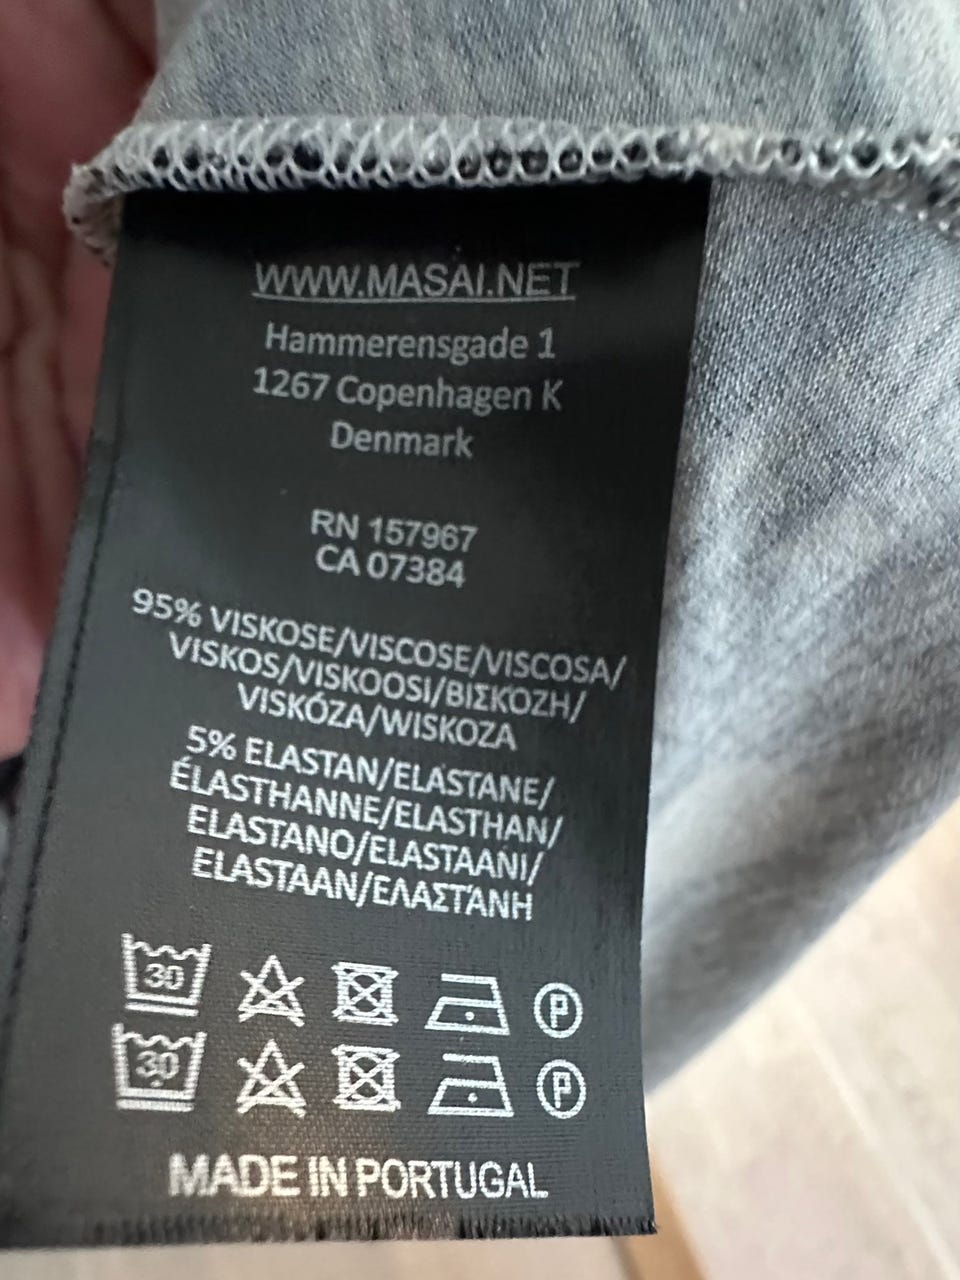 WWW.MASAI.NET
Hammerensgade 1
1267 Copenhagen K
Denmark
RN 157967
CA 07384
95% VISKOSE/VISCOSE/VISCOSA/
VISKOS/VISKOOSI/ΒΙΣΚΌΖΗ/
VISKÓZA/WISKOZA
5% ELASTAN/ELASTANE/
ÉLASTHANNE/ELASTHAN/
ELASTANO/ELASTAANI/
ELASTAAN/ΕΛΑΣΤΆΝΗ
30 P
30 P
MADE IN PORTUGAL